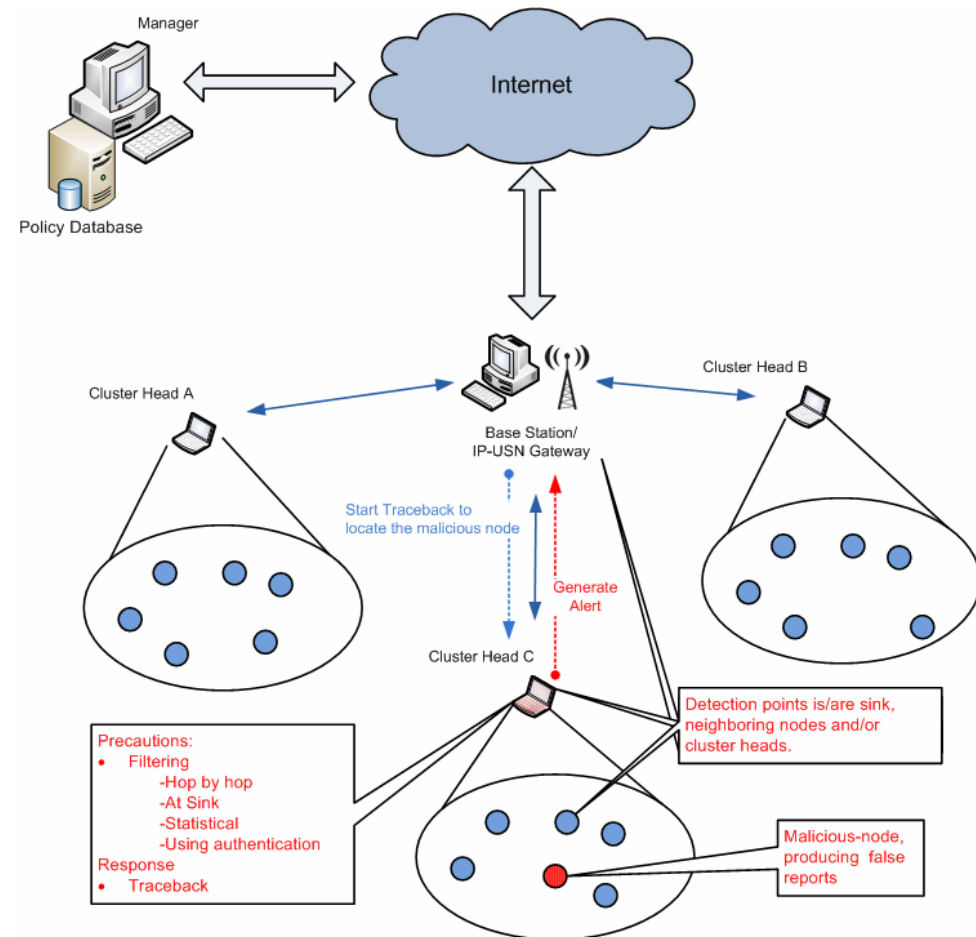 Manager
Internet
Policy Database
Cluster Head A
Cluster Head B
Base Station/
IP-USN Gateway
Start Traceback to
locate the malicious node
Generate
Alert
Cluster Head C
Detection points is/are sink,
neighboring nodes and/or
cluster heads.
Precautions:
• Filtering
-Hop by hop
-At Sink
-Statistical
-Using authentication
Response
• Traceback
Malicious-node,
producing false
reports